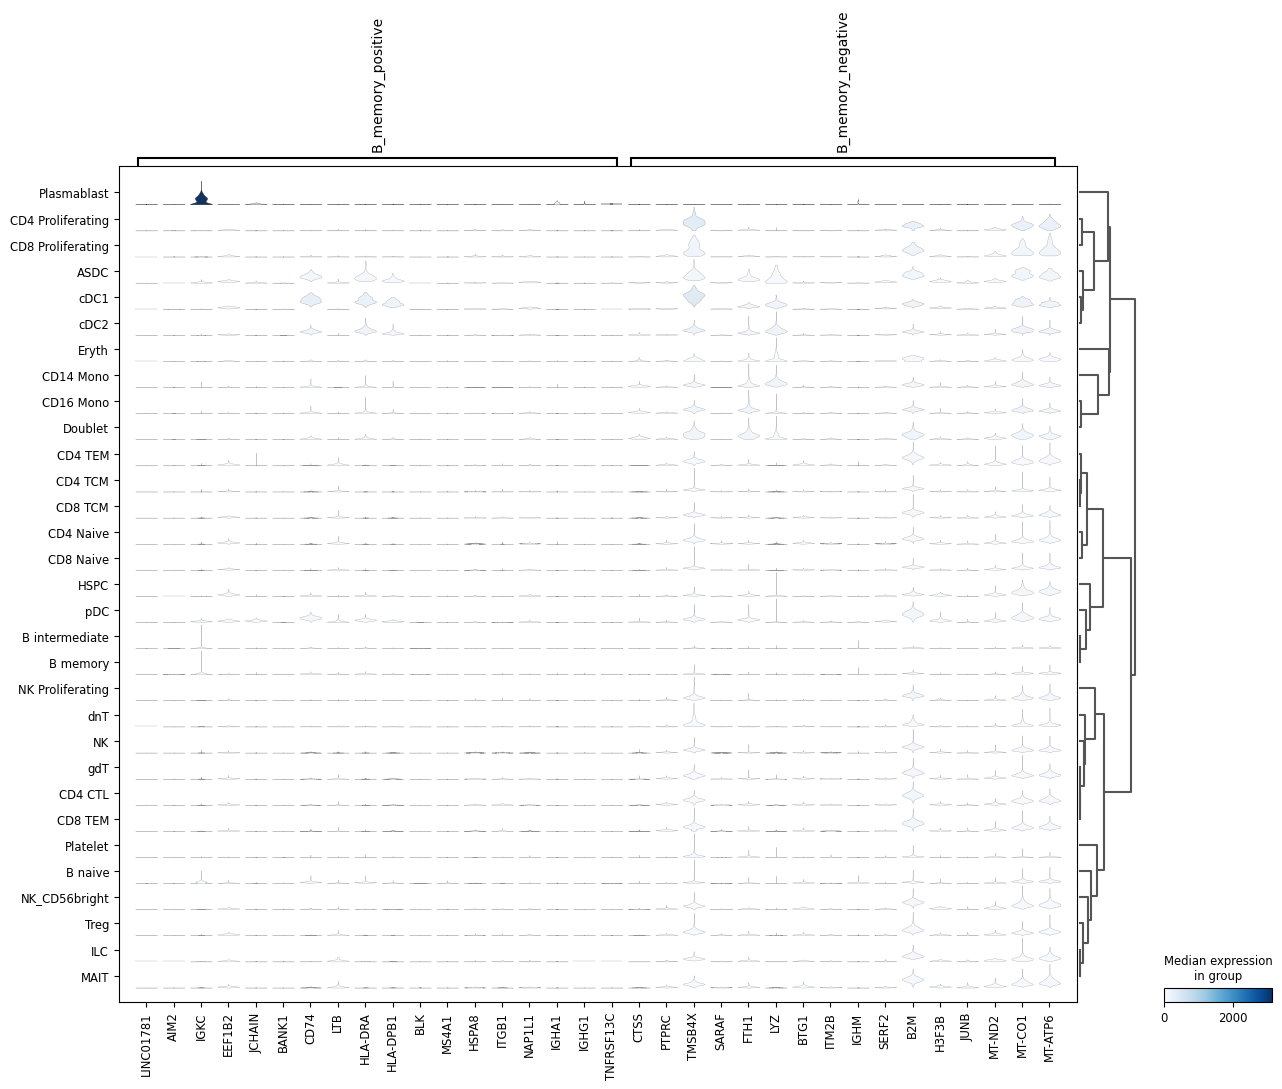 B_memory_positive
B_memory_negative
Plasmablast
CD4 Proliferating
CD8 Proliferating
ASDC
cDC1
cDC2
Eryth
CD14 Mono
CD16 Mono
Doublet
CD4 TEM
CD4 TCM
CD8 TCM
CD4 Naive
CD8 Naive
HSPC
pDC
B intermediate
B memory
NK Proliferating
dnT
NK
gdT
CD4 CTL
CD8 TEM
Platelet
B naive
NK_CD56bright
Treg
ILC
MAIT
LINC01781
AIM2
IGKC
EEF1B2
JCHAIN
BANK1
CD74
LTB
HLA-DRA
HLA-DPB1
BLK
MS4A1
HSPA8
ITGB1
NAP1L1
IGHA1
IGHG1
TNFRSF13C
CTSS
PTPRC
TMSB4X
SARAF
FTH1
LYZ
BTG1
ITM2B
IGHM
SERF2
B2M
H3F3B
JUNB
MT-ND2
MT-CO1
MT-ATP6
Median expression
in group
0 2000